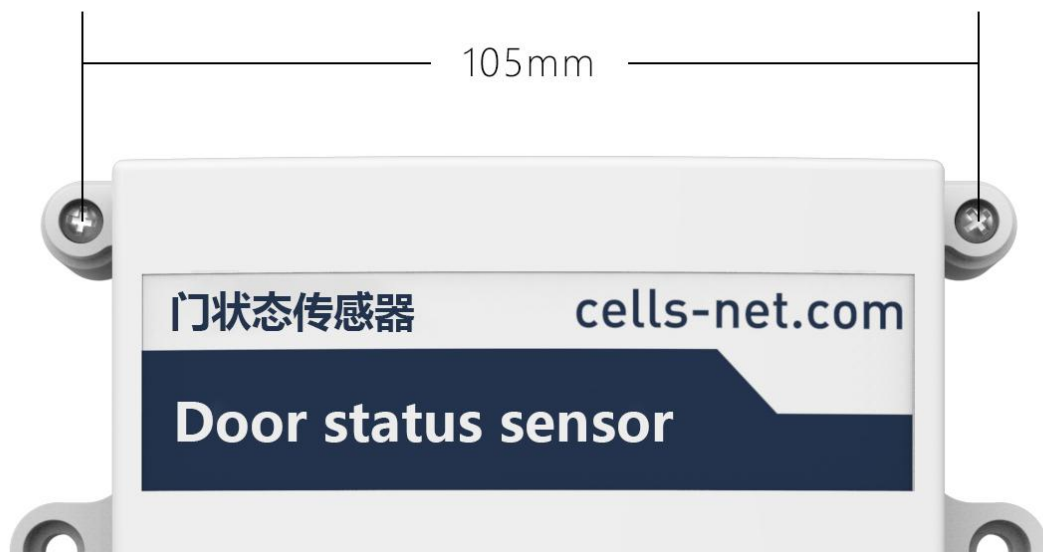 105mm
门状态传感器 cells-net.com
Door status sensor